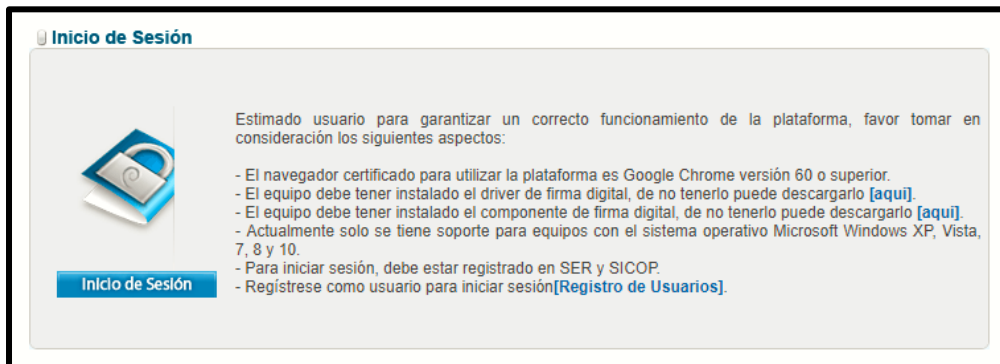 Inicio de Sesión
Estimado usuario para garantizar un correcto funcionamiento de la plataforma, favor tomar en
consideración los siguientes aspectos:
- El navegador certificado para utilizar la plataforma es Google Chrome versión 60 o superior.
- El equipo debe tener instalado el driver de firma digital, de no tenerlo puede descargarlo [aquí].
- El equipo debe tener instalado el componente de firma digital, de no tenerlo puede descargarlo [aquí].
- Actualmente solo se tiene soporte para equipos con el sistema operativo Microsoft Windows XP, Vista,
7, 8 y 10.
- Para iniciar sesión, debe estar registrado en SER y SICOP.
- Regístrese como usuario para iniciar sesión[Registro de Usuarios].
Inicio de Sesión